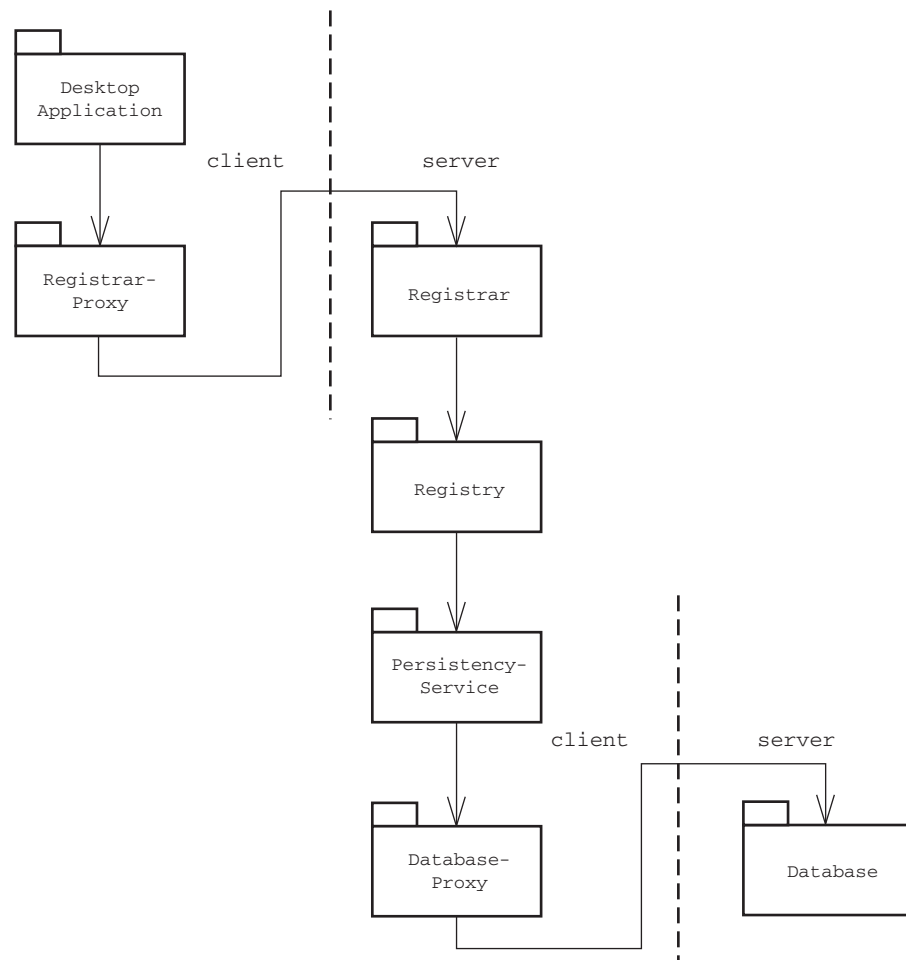 Desktop
Application
client
server
Registrar-
Proxy
Registrar
Registry
Persistency-
Service
client
server
Database-
Proxy
Database